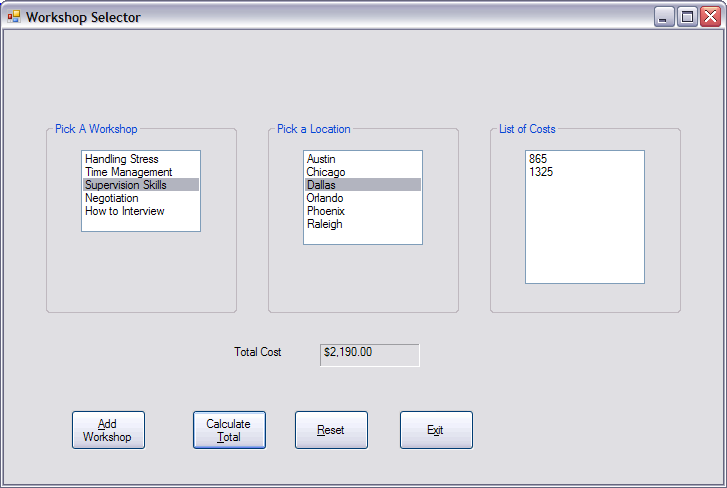 Workshop Selector
Pick A Workshop
Handling Stress
Time Management
Supervision Skills
Negotiation
How to Interview
Pick a Location
Austin
Chicago
Dallas
Orlando
Phoenix
Raleigh
List of Costs
865
1325
Total Cost $2,190.00
Add
Workshop
Calculate
Total
Reset
Exit